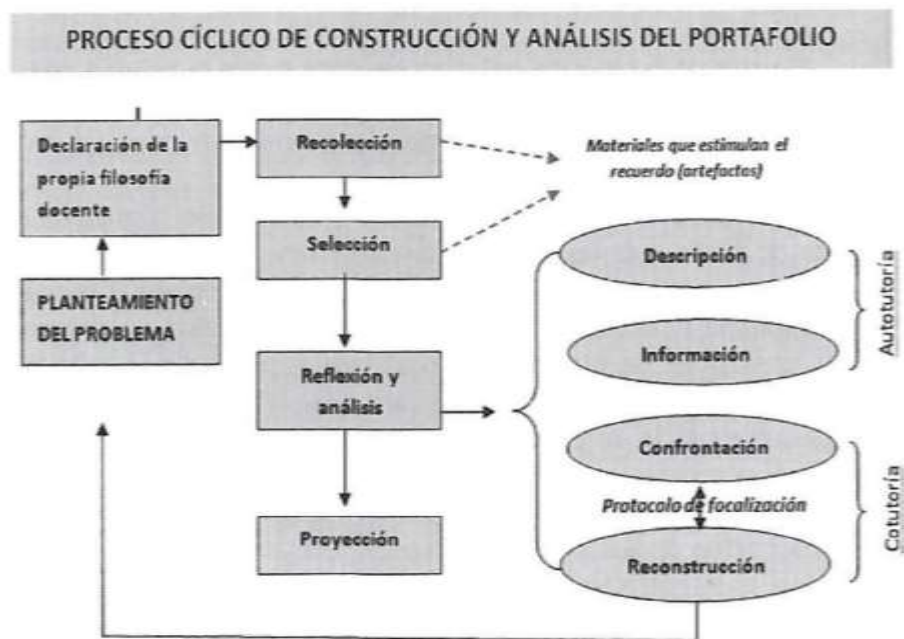 PROCESO CÍCLICO DE CONSTRUCCIÓN Y ANÁLISIS DEL PORTAFOLIO
Declaración de la
propia filosofía
docente
PLANTEAMIENTO
DEL PROBLEMA
Recolección
Selección
Reflexión y
análisis
Proyección
Materiales que estimulan el
recuerdo (artefactos)
Descripción
Información
Autotutoría
Confrontación
Protocolo de focalización
Reconstrucción
Cotutoría